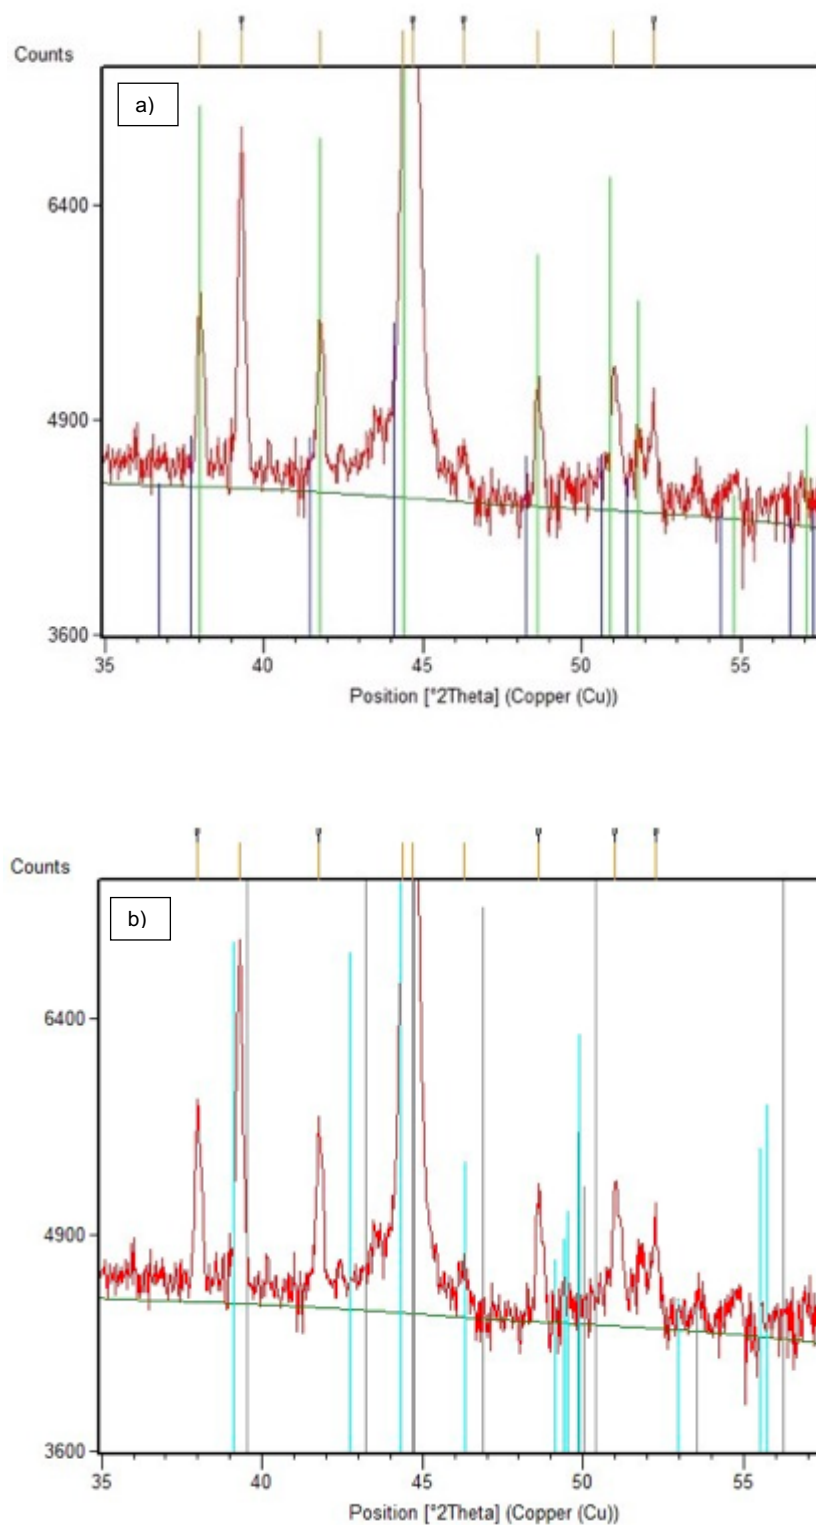 Counts
a)
6400
4900
3600
35 40 45 50 55
Position [°2Theta] (Copper (Cu))
Counts
b)
6400
4900
3600
35 40 45 50 55
Position [°2Theta] (Copper (Cu))